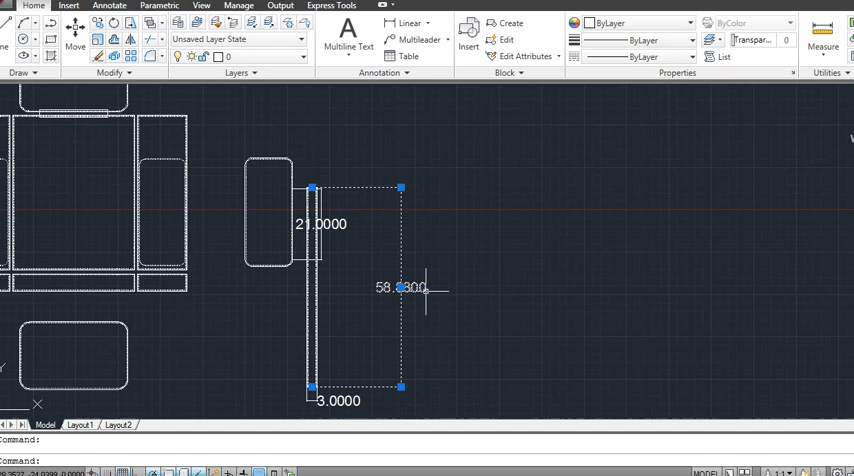 Home Insert Annotate Parametric View Manage Output Express Tools
Move
Draw
Modify
Unsaved Layer State
0
Layers
Multiline Text
Linear
Multileader
Table
Annotation
Insert
Create
Edit
Edit Attributes
Block
ByLayer
ByLayer
ByLayer
ByColor
Transpar... 0
List
Properties
Measure
Utilities
21.0000
3.0000
Y
X
Model Layout1 Layout2
Command:
Command:
MODEL 1:1